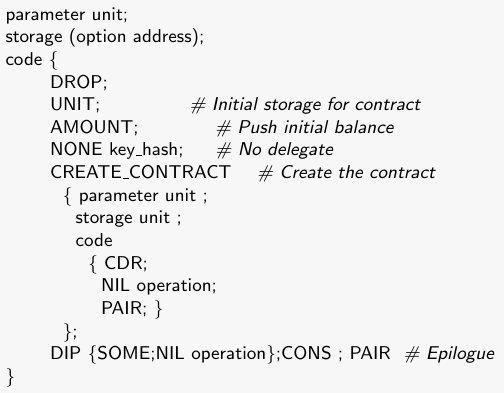 parameter unit;
storage (option address);
code {
DROP;
UNIT; # Initial storage for contract
AMOUNT; # Push initial balance
NONE key_hash; # No delegate
CREATE_CONTRACT # Create the contract
{ parameter unit ;
storage unit ;
code
{ CDR;
NIL operation;
PAIR; }
};
DIP {SOME;NIL operation};CONS ; PAIR # Epilogue
}